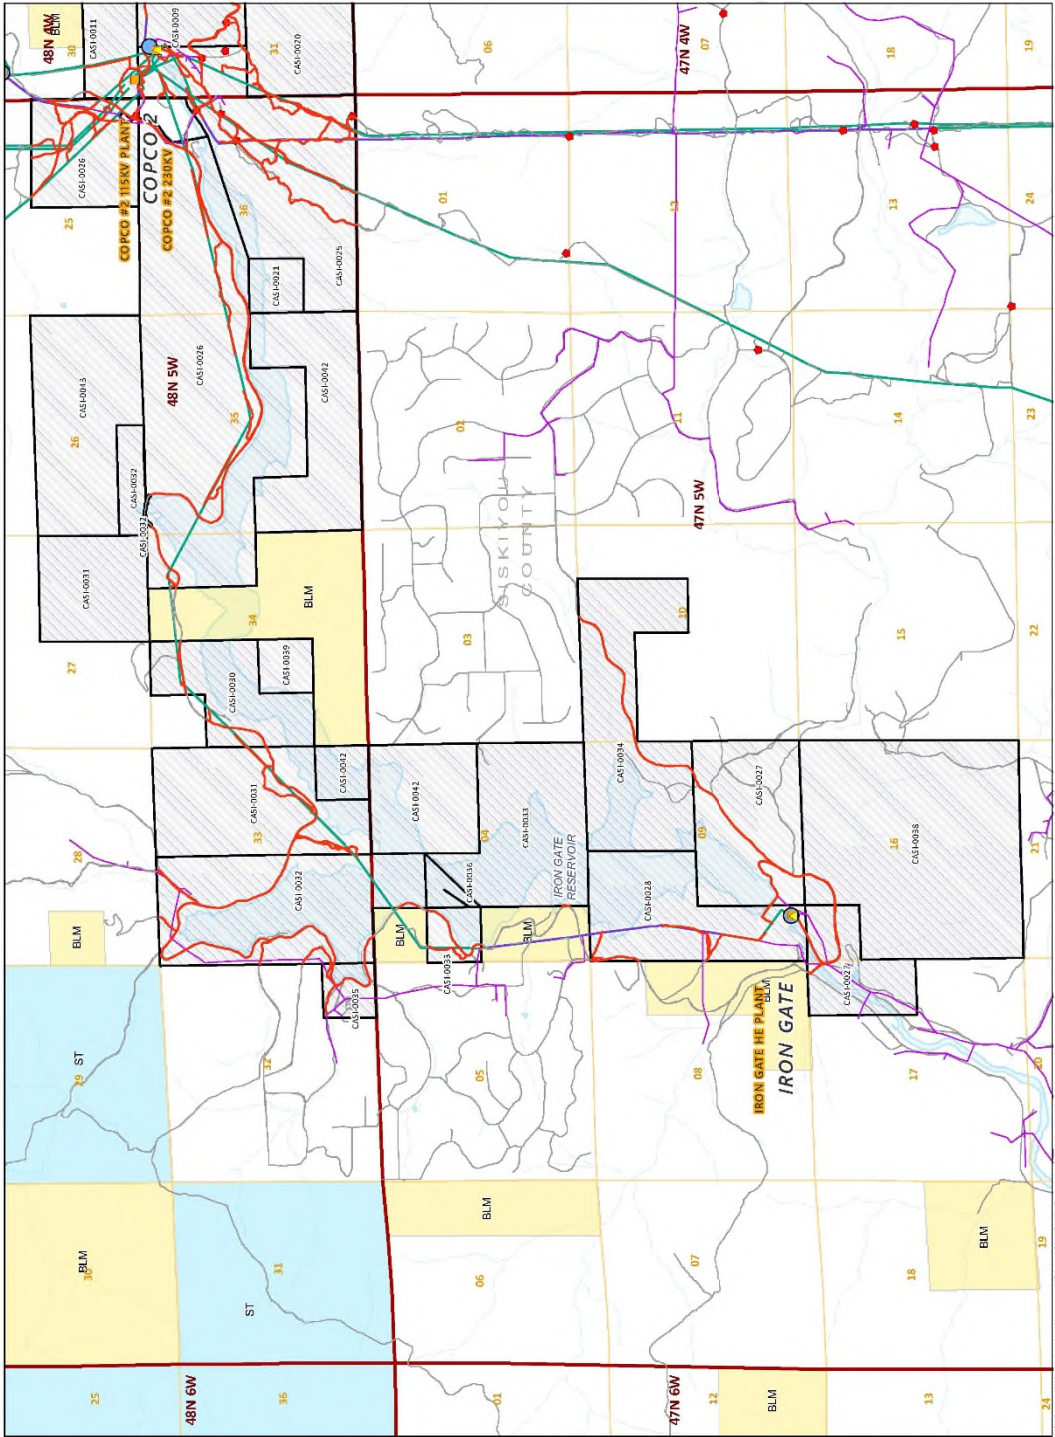 48N 4W
BLM
30
CASI-0011
25
BLM
30
ST
29
BLM
28
27
CASI-0031
26
CASI-0043
25
CASI-0026
COPCO #2 115KV PLANT
COPCO 2
COPCO #2 230KV
CASI-0009
CASI-0032
CASI-0032
48N 6W
48N 5W
CASI-0026
36
ST
31
32
CASI-0032
33
CASI-0031
CASI-0030
CASI-0039
34
BLM
35
CASI-0021
36
31
CASI-0020
CASI-0035
CASI-0042
CASI-0042
CASI-0025
BLM
CASI-0042
01
06
BLM
05
CASI-0033
CASI-0036
04
BLM
CASI-0033
03
SISKIYOU
COUNTY
02
01
06
IRON GATE
RESERVOIR
CASI-0028
CASI-0034
47N 6W
12
07
08
09
10
47N 5W
11
12
47N 4W
07
BLM
IRON GATE HE PLANT
BLM
IRON GATE
CASI-0027
CASI-0027
13
18
17
16
CASI-0038
15
14
13
18
BLM
24
19
20
21
22
23
24
19